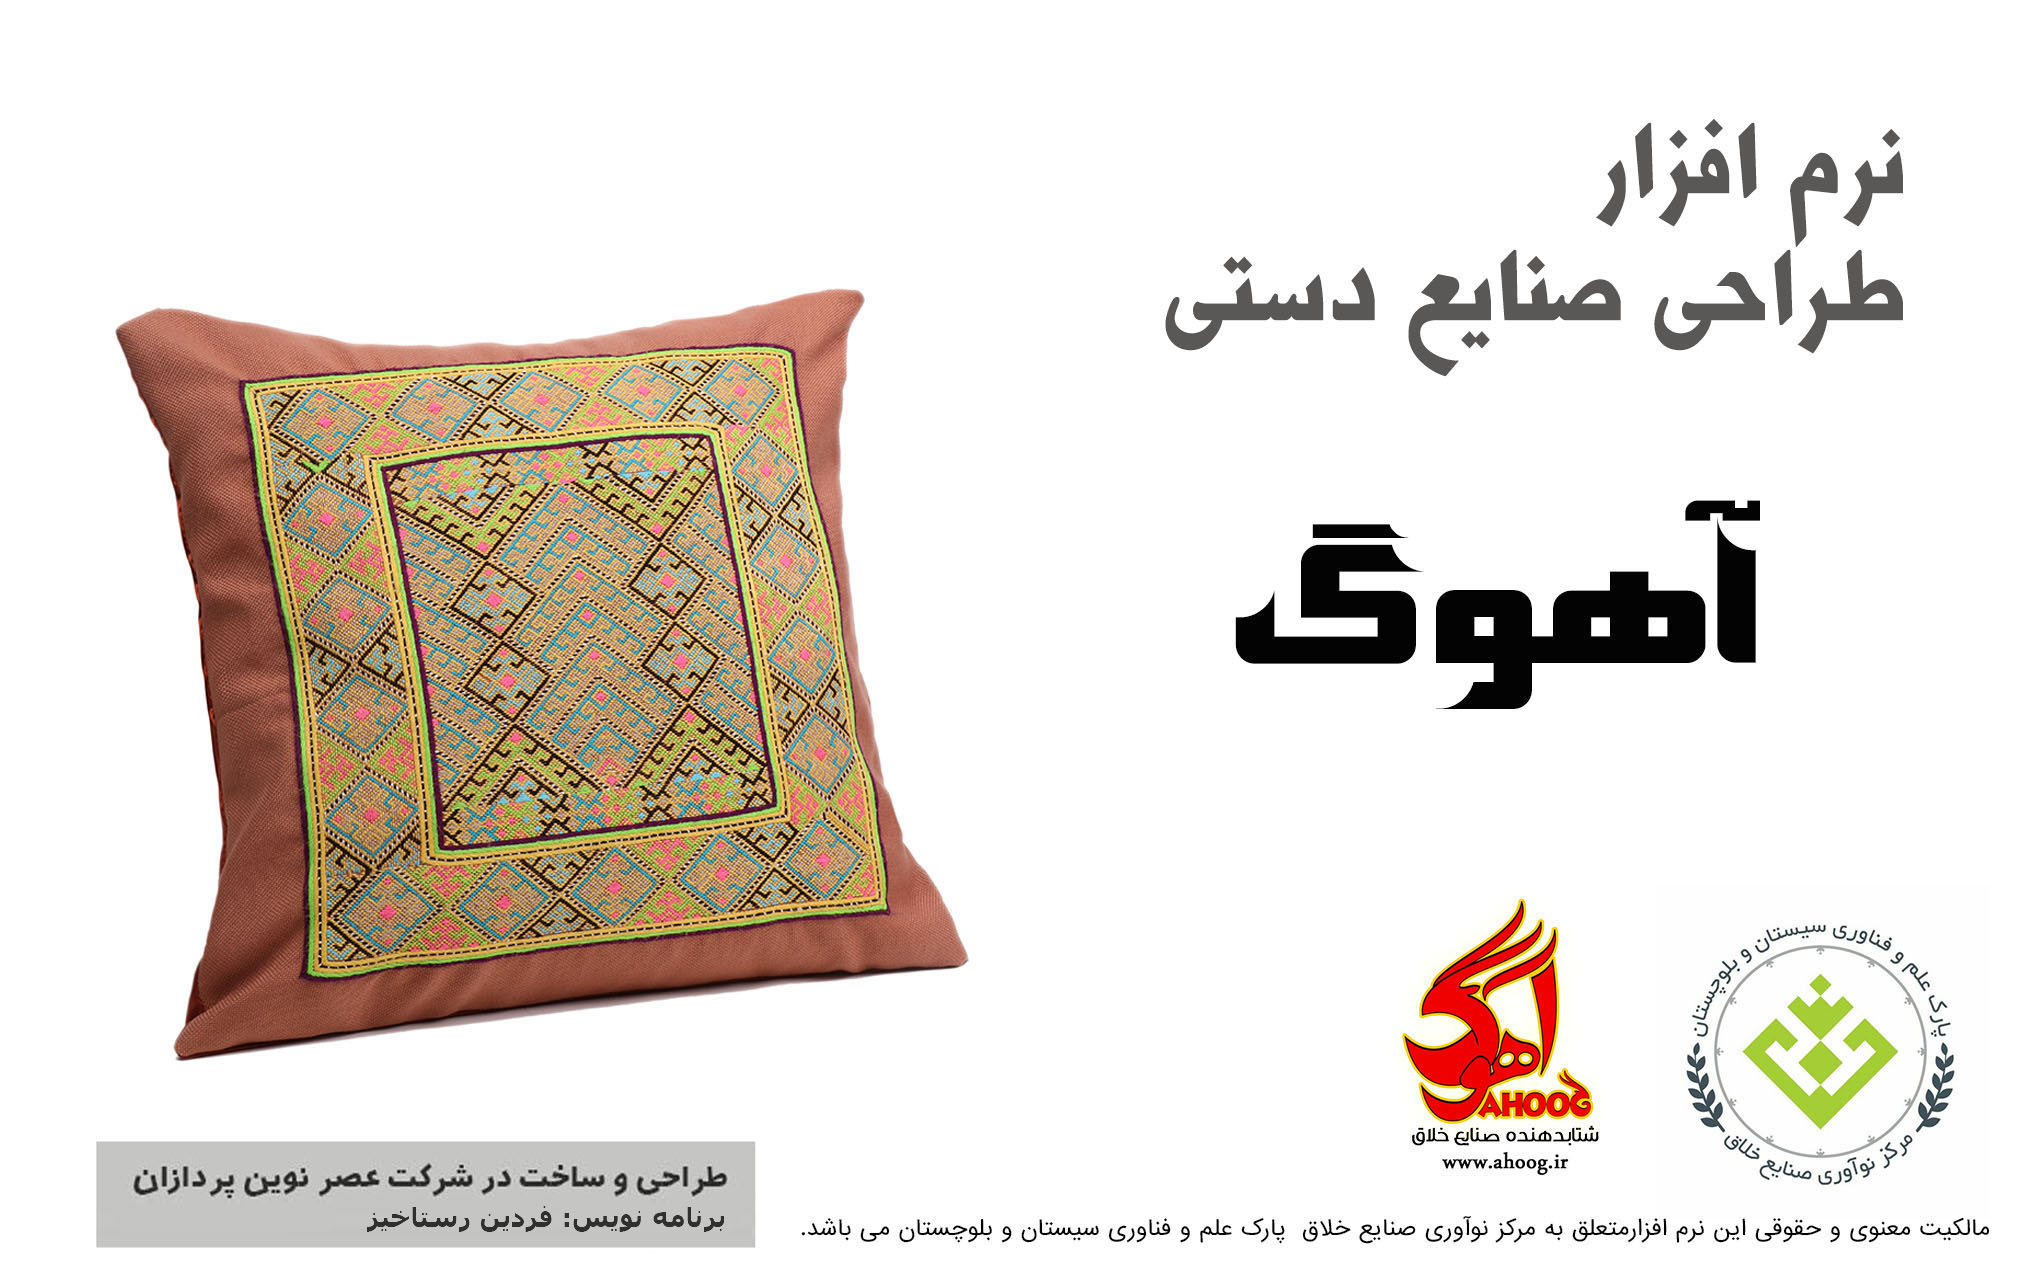 نرم افزار
طراحی صنایع دستی
آهوگ
پارک علم و فناوری سیستان و بلوچستان
مرکز نوآوری صنایع خلاق
آهوگ
AHOOG
شتابدهنده صنایع خلاق
www.ahoog.ir
مالکیت معنوی و حقوقی این نرم افزارمتعلق به مرکز نوآوری صنایع خلاق پارک علم و فناوری سیستان و بلوچستان می باشد.
طراحی و ساخت در شرکت عصر نوین پردازان
برنامه نویس: فردین رستاخیز